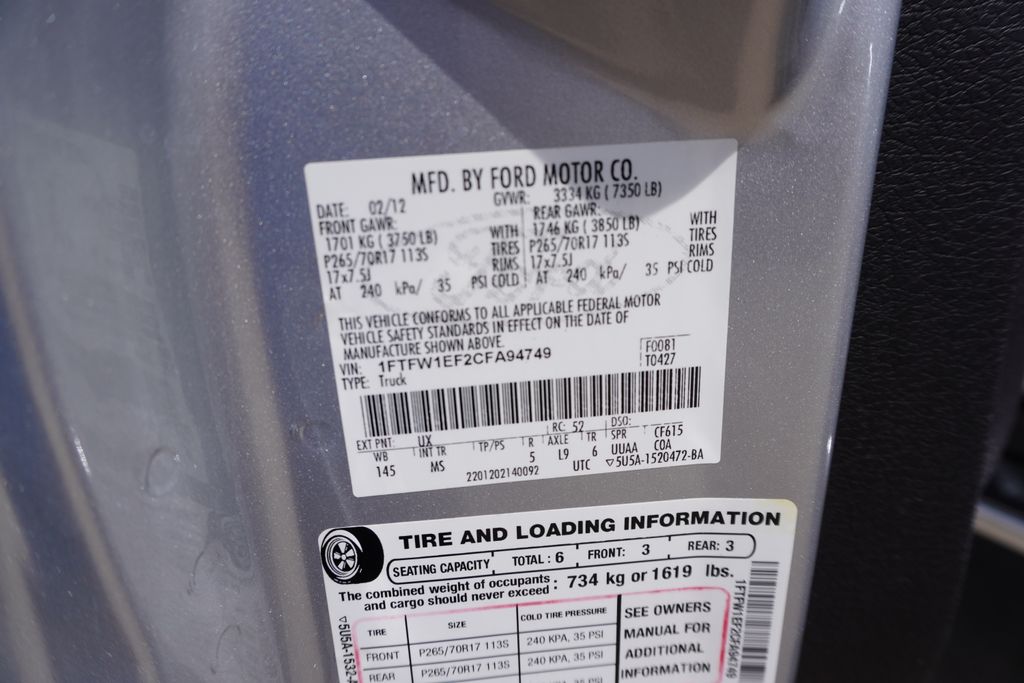 MFD. BY FORD MOTOR CO.
DATE: 02/12 GVWR: 3334 KG ( 7350 LB)
FRONT GAWR: REAR GAWR:
1701 KG ( 3750 LB) WITH 1746 KG ( 3850 LB) WITH
P265/70R17 113S TIRES P265/70R17 113S TIRES
17x7.5J RIMS 17x7.5J RIMS
AT 240 kPa/ 35 PSI COLD AT 240 kPa/ 35 PSI COLD
THIS VEHICLE CONFORMS TO ALL APPLICABLE FEDERAL MOTOR
VEHICLE SAFETY STANDARDS IN EFFECT ON THE DATE OF
MANUFACTURE SHOWN ABOVE.
VIN: 1FTFW1EF2CFA94749 F0081
TYPE: Truck T0427
EXT PNT: UX RC: 52 DSO:
WB INT TR TP/PS R AXLE TR SPR CF615
145 MS 5 L9 6 UUAA COA
2201202140092 UTC ▽5U5A-1520472-BA
TIRE AND LOADING INFORMATION
SEATING CAPACITY TOTAL : 6 FRONT: 3 REAR: 3
The combined weight of occupants : 734 kg or 1619 lbs.
and cargo should never exceed
TIRE SIZE COLD TIRE PRESSURE SEE OWNERS
FRONT P265/70R17 113S 240 KPA, 35 PSI MANUAL FOR
REAR P265/70R17 113S 240 KPA, 35 PSI ADDITIONAL
INFORMATION
▽5U5A-1532-
1FTFW1EF2CFA94749